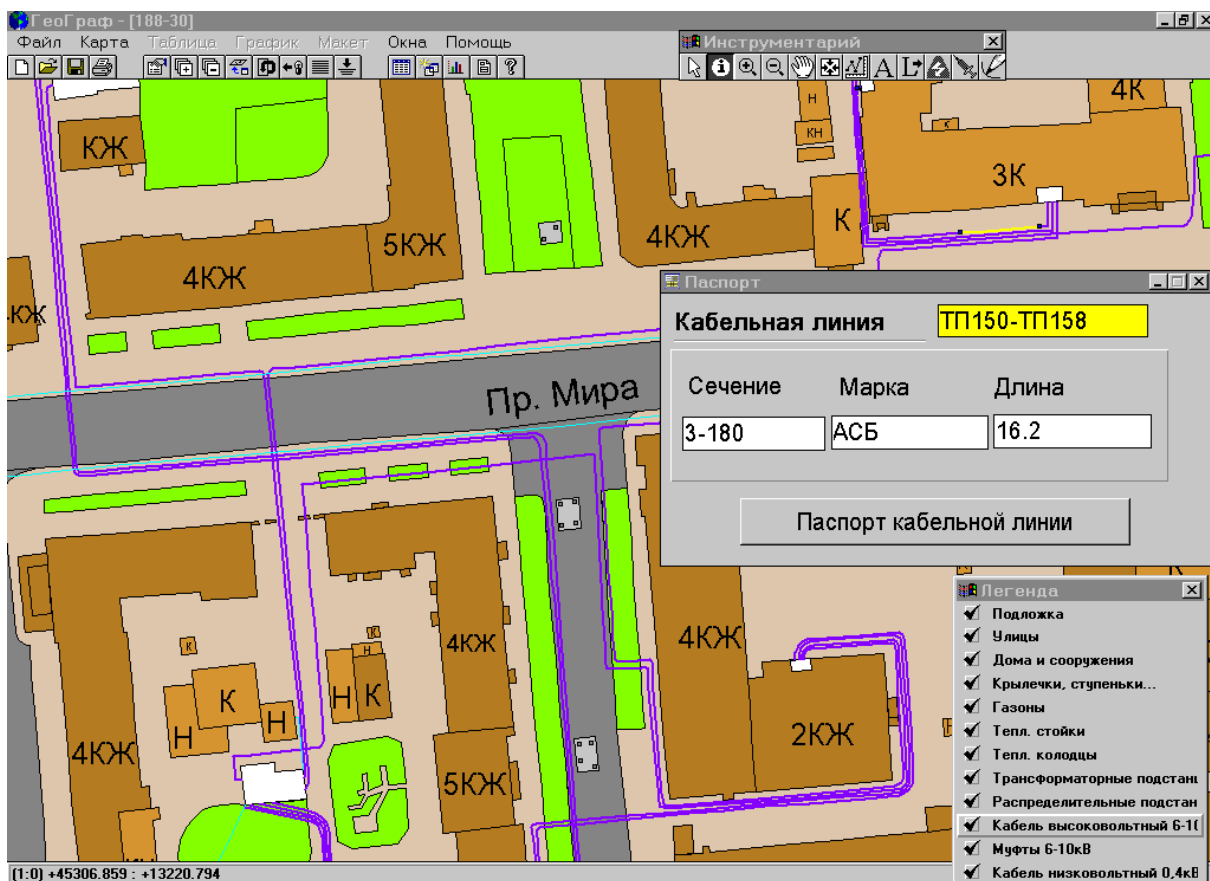 ГеоГраф - [188-30]
Файл Карта Таблица График Макет Окна Помощь
Инструментарий
КЖ
4КЖ
5КЖ
4КЖ
К
Н
КН
К
4К
3К
КЖ
Пр. Мира
Паспорт
Кабельная линия ТП150-ТП158
Сечение Марка Длина
3-180 АСБ 16.2
Паспорт кабельной линии
4КЖ
К
К
Н
Н
Н
К
К
Н
4КЖ
5КЖ
4КЖ
2КЖ
К
Легенда
Подложка
Улицы
Дома и сооружения
Крылечки, ступеньки...
Газоны
Тепл. стойки
Тепл. колодцы
Трансформаторные подстан
Распределительные подстан
Кабель высоковольтный 6-1
Муфты 6-10кВ
Кабель низковольтный 0,4кВ
(1:0) +45306.859 : +13220.794